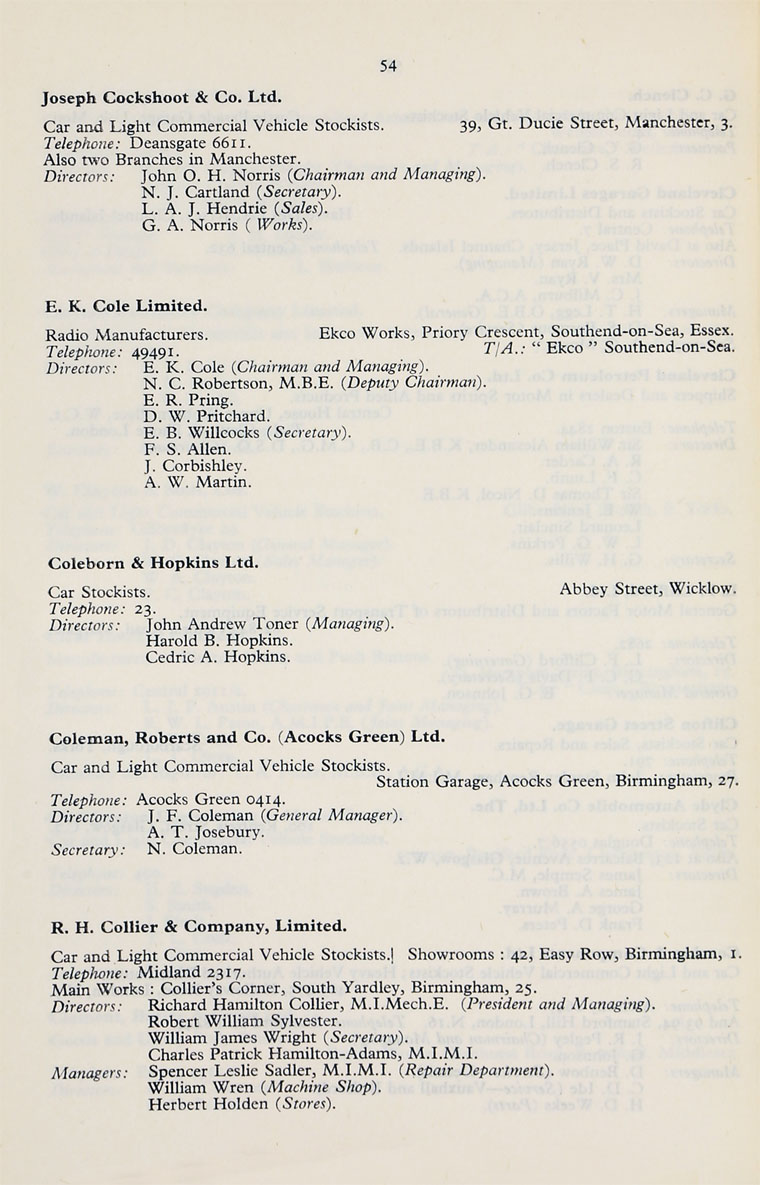 54
Joseph Cockshoot & Co. Ltd.
Car and Light Commercial Vehicle Stockists. 39, Gt. Ducie Street, Manchester, 3.
Telephone: Deansgate 6611.
Also two Branches in Manchester.
Directors: John O. H. Norris (Chairman and Managing).
N. J. Cartland (Secretary).
L. A. J. Hendrie (Sales).
G. A. Norris ( Works).
E. K. Cole Limited.
Radio Manufacturers. Ekco Works, Priory Crescent, Southend-on-Sea, Essex.
Telephone: 49491. T/A.: “ Ekco ” Southend-on-Sea.
Directors: E. K. Cole (Chairman and Managing).
N. C. Robertson, M.B.E. (Deputy Chairman).
E. R. Pring.
D. W. Pritchard.
E. B. Willcocks (Secretary).
F. S. Allen.
J. Corbishley.
A. W. Martin.
Coleborn & Hopkins Ltd.
Car Stockists. Abbey Street, Wicklow.
Telephone: 23.
Directors: John Andrew Toner (Managing).
Harold B. Hopkins.
Cedric A. Hopkins.
Coleman, Roberts and Co. (Acocks Green) Ltd.
Car and Light Commercial Vehicle Stockists.
Station Garage, Acocks Green, Birmingham, 27.
Telephone: Acocks Green 0414.
Directors: J. F. Coleman (General Manager).
A. T. Josebury.
Secretary: N. Coleman.
R. H. Collier & Company, Limited.
Car and Light Commercial Vehicle Stockists. Showrooms : 42, Easy Row, Birmingham, 1.
Telephone: Midland 2317.
Main Works : Collier's Corner, South Yardley, Birmingham, 25.
Directors: Richard Hamilton Collier, M.I.Mech.E. (President and Managing).
Robert William Sylvester.
William James Wright (Secretary).
Charles Patrick Hamilton-Adams, M.I.M.I.
Managers: Spencer Leslie Sadler, M.I.M.I. (Repair Department).
William Wren (Machine Shop).
Herbert Holden (Stores).